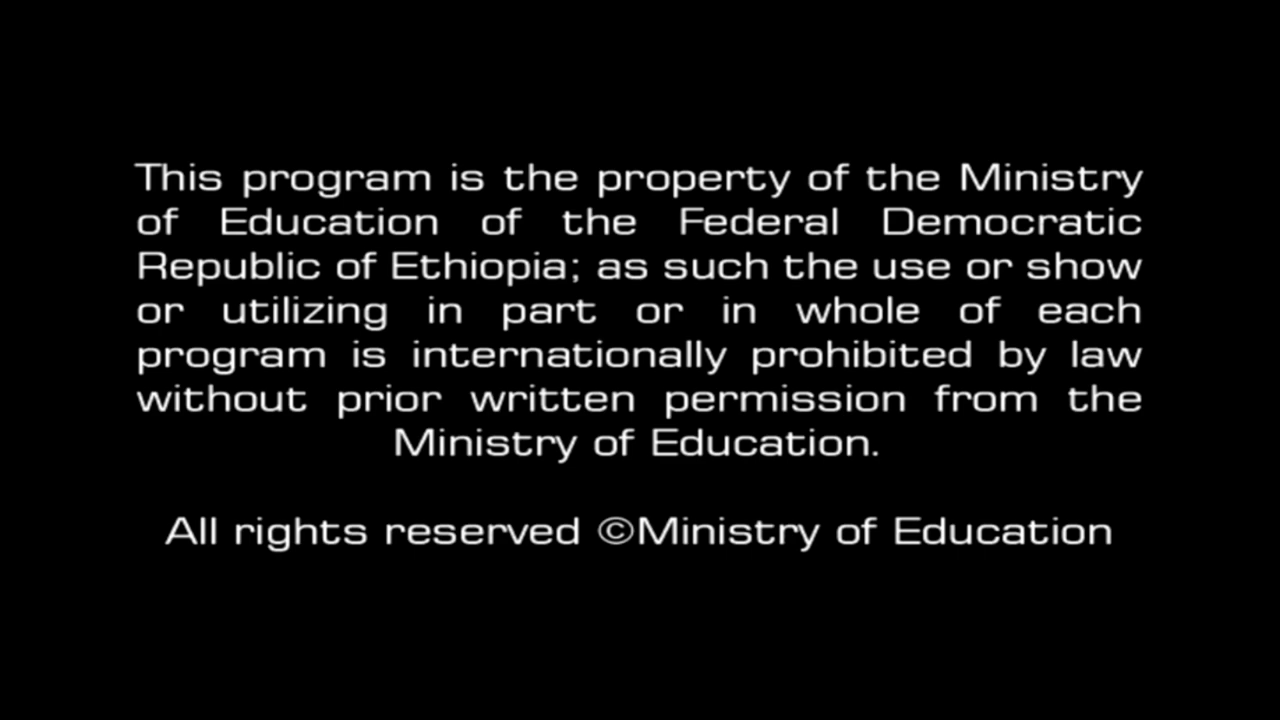 This program is the property of the Ministry
of Education of the Federal Democratic
Republic of Ethiopia; as such the use or show
or utilizing in part or in whole of each
program is internationally prohibited by law
without prior written permission from the
Ministry of Education.
All rights reserved ©Ministry of Education